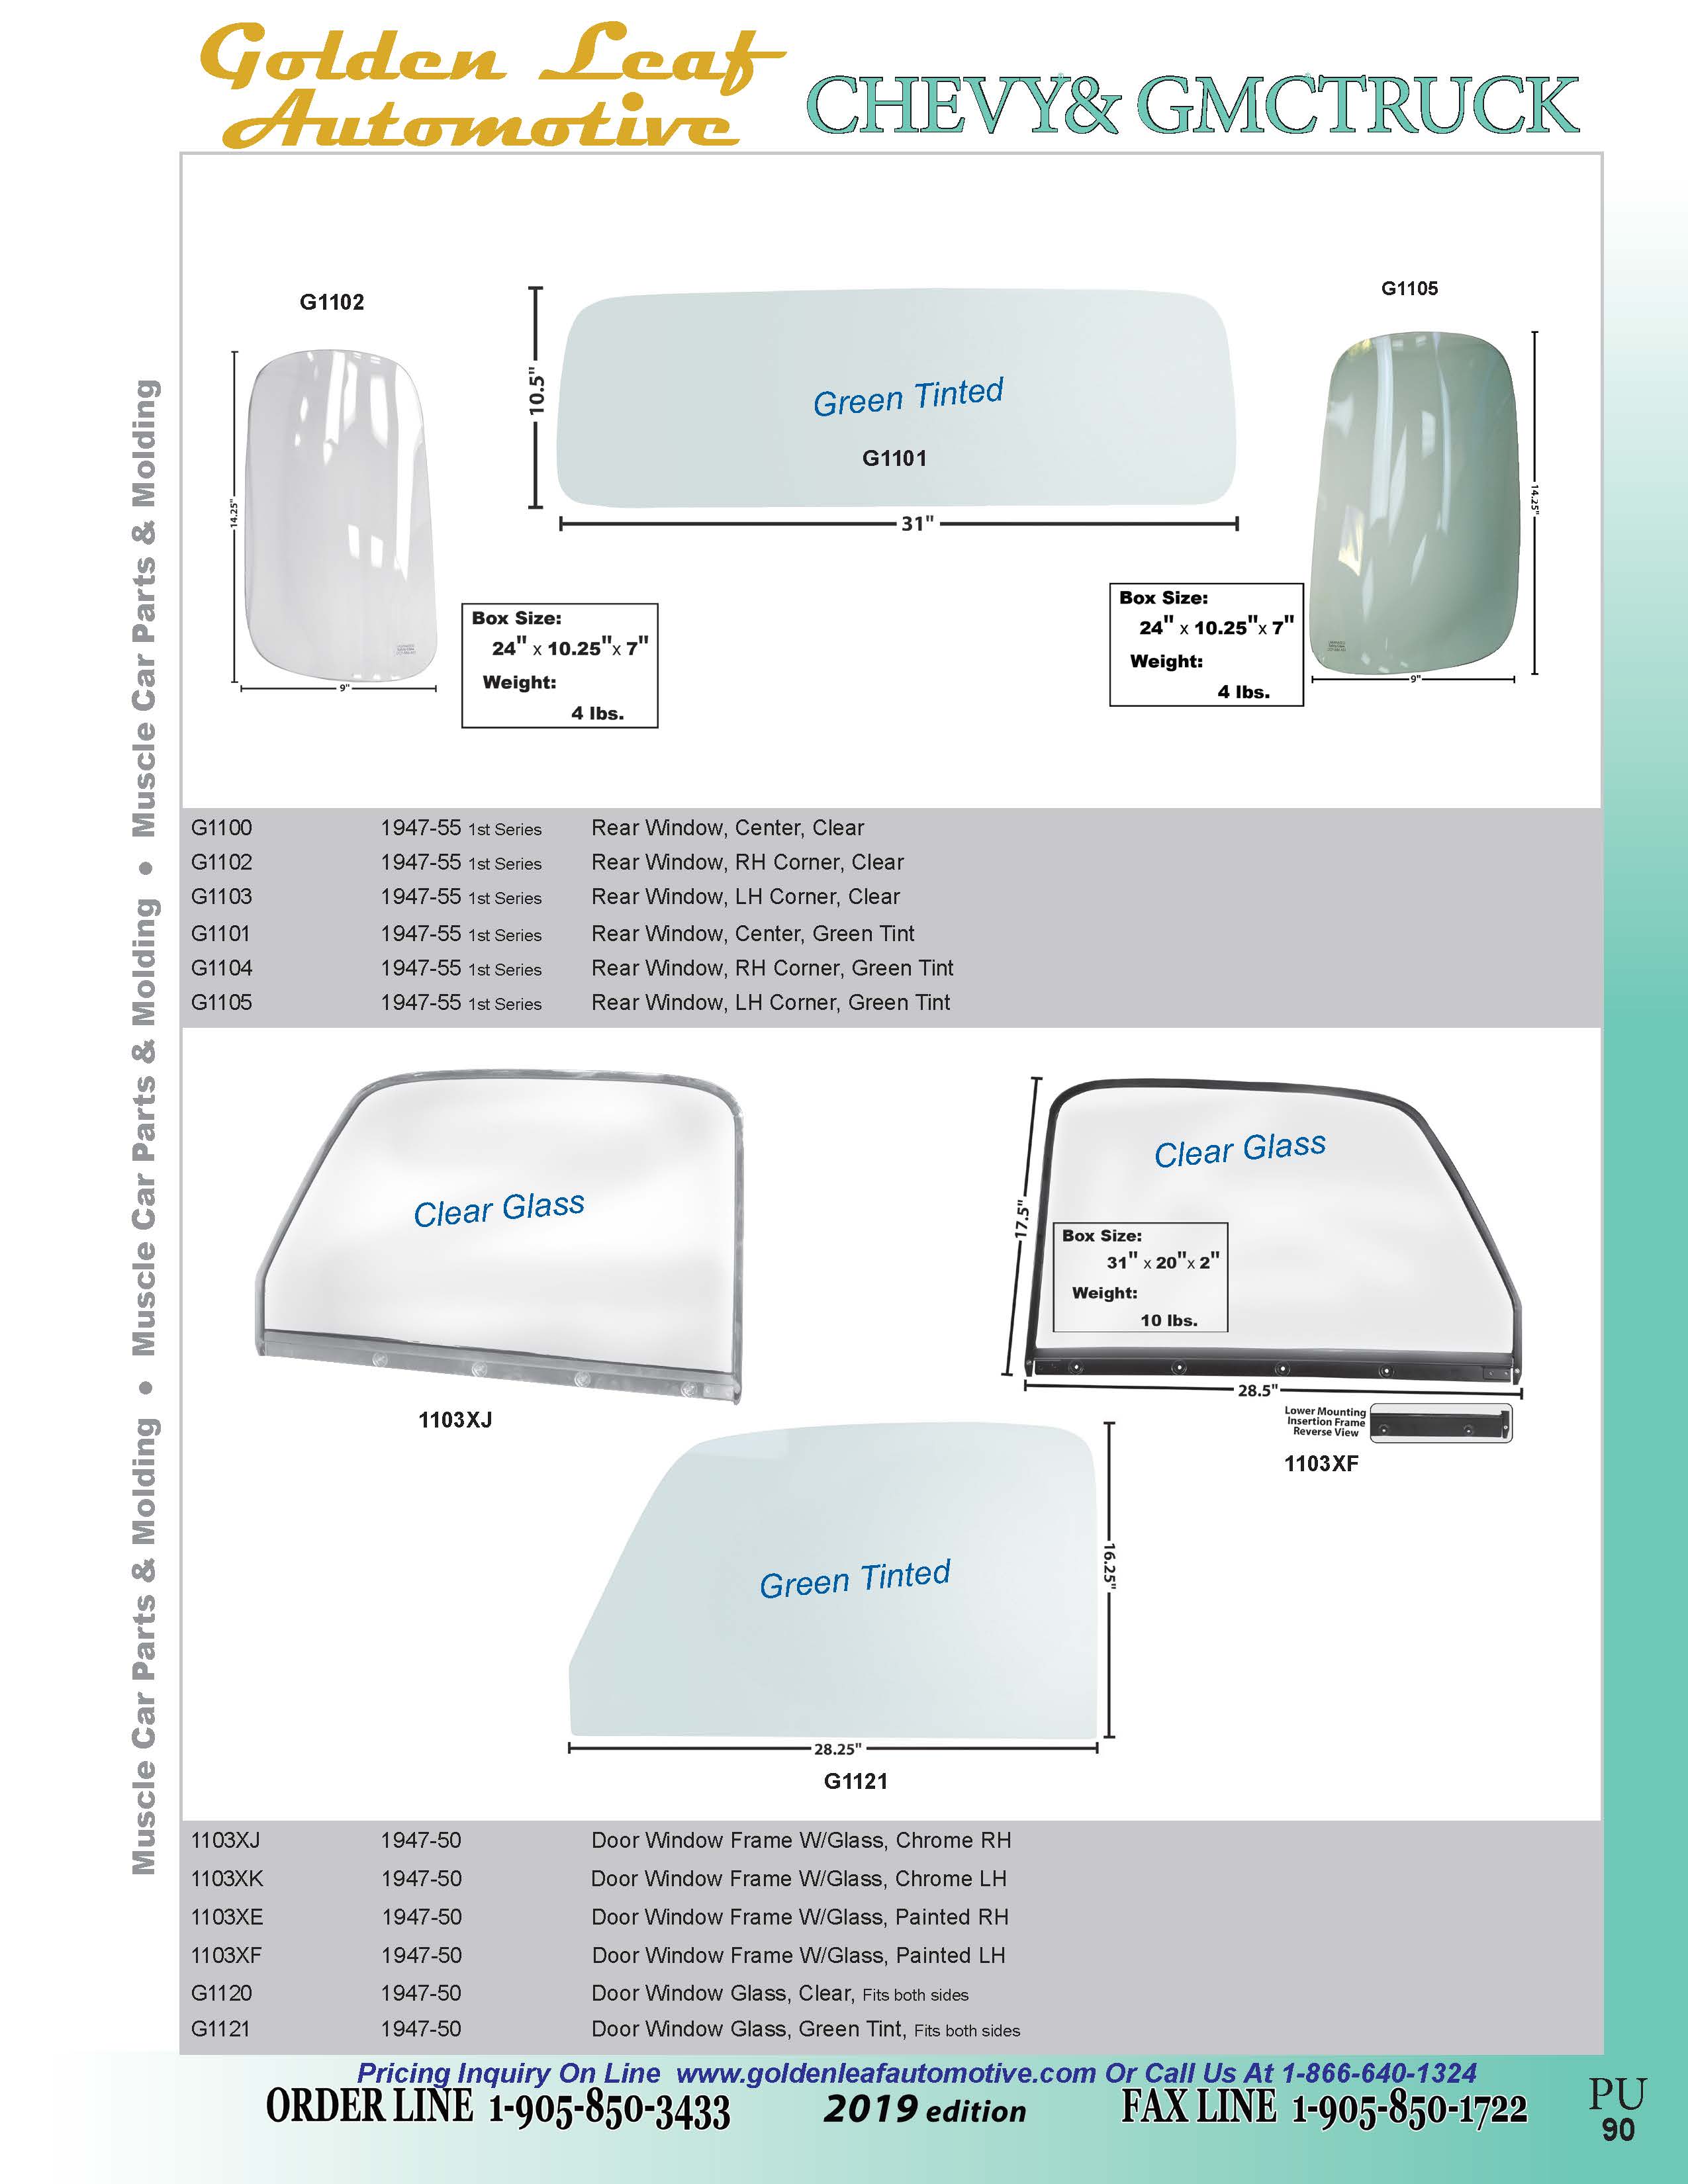 Golden Leaf
Automotive
CHEVY& GMCTRUCK
Muscle Car Parts & Molding • Muscle Car Parts & Molding • Muscle Car Parts & Molding
G1102
G1105
10.5"
Green Tinted
G1101
31"
14.25"
9"
14.25"
9"
Box Size:
24" x 10.25"x 7"
Weight:
4 lbs.
Box Size:
24" x 10.25"x 7"
Weight:
4 lbs.
G1100 1947-55 1st Series Rear Window, Center, Clear
G1102 1947-55 1st Series Rear Window, RH Corner, Clear
G1103 1947-55 1st Series Rear Window, LH Corner, Clear
G1101 1947-55 1st Series Rear Window, Center, Green Tint
G1104 1947-55 1st Series Rear Window, RH Corner, Green Tint
G1105 1947-55 1st Series Rear Window, LH Corner, Green Tint
Clear Glass
1103XJ
Clear Glass
17.5"
Box Size:
31" x 20"x 2"
Weight:
10 lbs.
28.5"
Lower Mounting
Insertion Frame
Reverse View
1103XF
Green Tinted
16.25"
28.25"
G1121
1103XJ 1947-50 Door Window Frame W/Glass, Chrome RH
1103XK 1947-50 Door Window Frame W/Glass, Chrome LH
1103XE 1947-50 Door Window Frame W/Glass, Painted RH
1103XF 1947-50 Door Window Frame W/Glass, Painted LH
G1120 1947-50 Door Window Glass, Clear, Fits both sides
G1121 1947-50 Door Window Glass, Green Tint, Fits both sides
Pricing Inquiry On Line www.goldenleafautomotive.com Or Call Us At 1-866-640-1324
ORDER LINE 1-905-850-3433 2019 edition FAX LINE 1-905-850-1722
PU
90